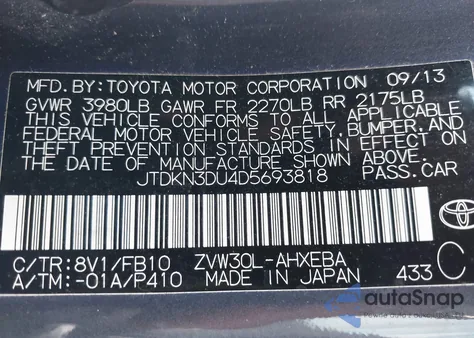 MFD.BY:TOYOTA MOTOR CORPORATION 09/13
GVWR 3980LB GAWR FR 2270LB RR 2175LB
THIS VEHICLE CONFORMS TO ALL APPLICABLE
FEDERAL MOTOR VEHICLE SAFETY,BUMPER,AND
THEFT PREVENTION STANDARDS IN EFFECT ON
THE DATE OF MANUFACTURE SHOWN ABOVE.
JTDKN3DU4D5693818 PASS.CAR
C/TR:8V1/FB10 ZVW30L-AHXEBA C
A/TM:-01A/P410 MADE IN JAPAN 433
TOYOTA
autoSnap